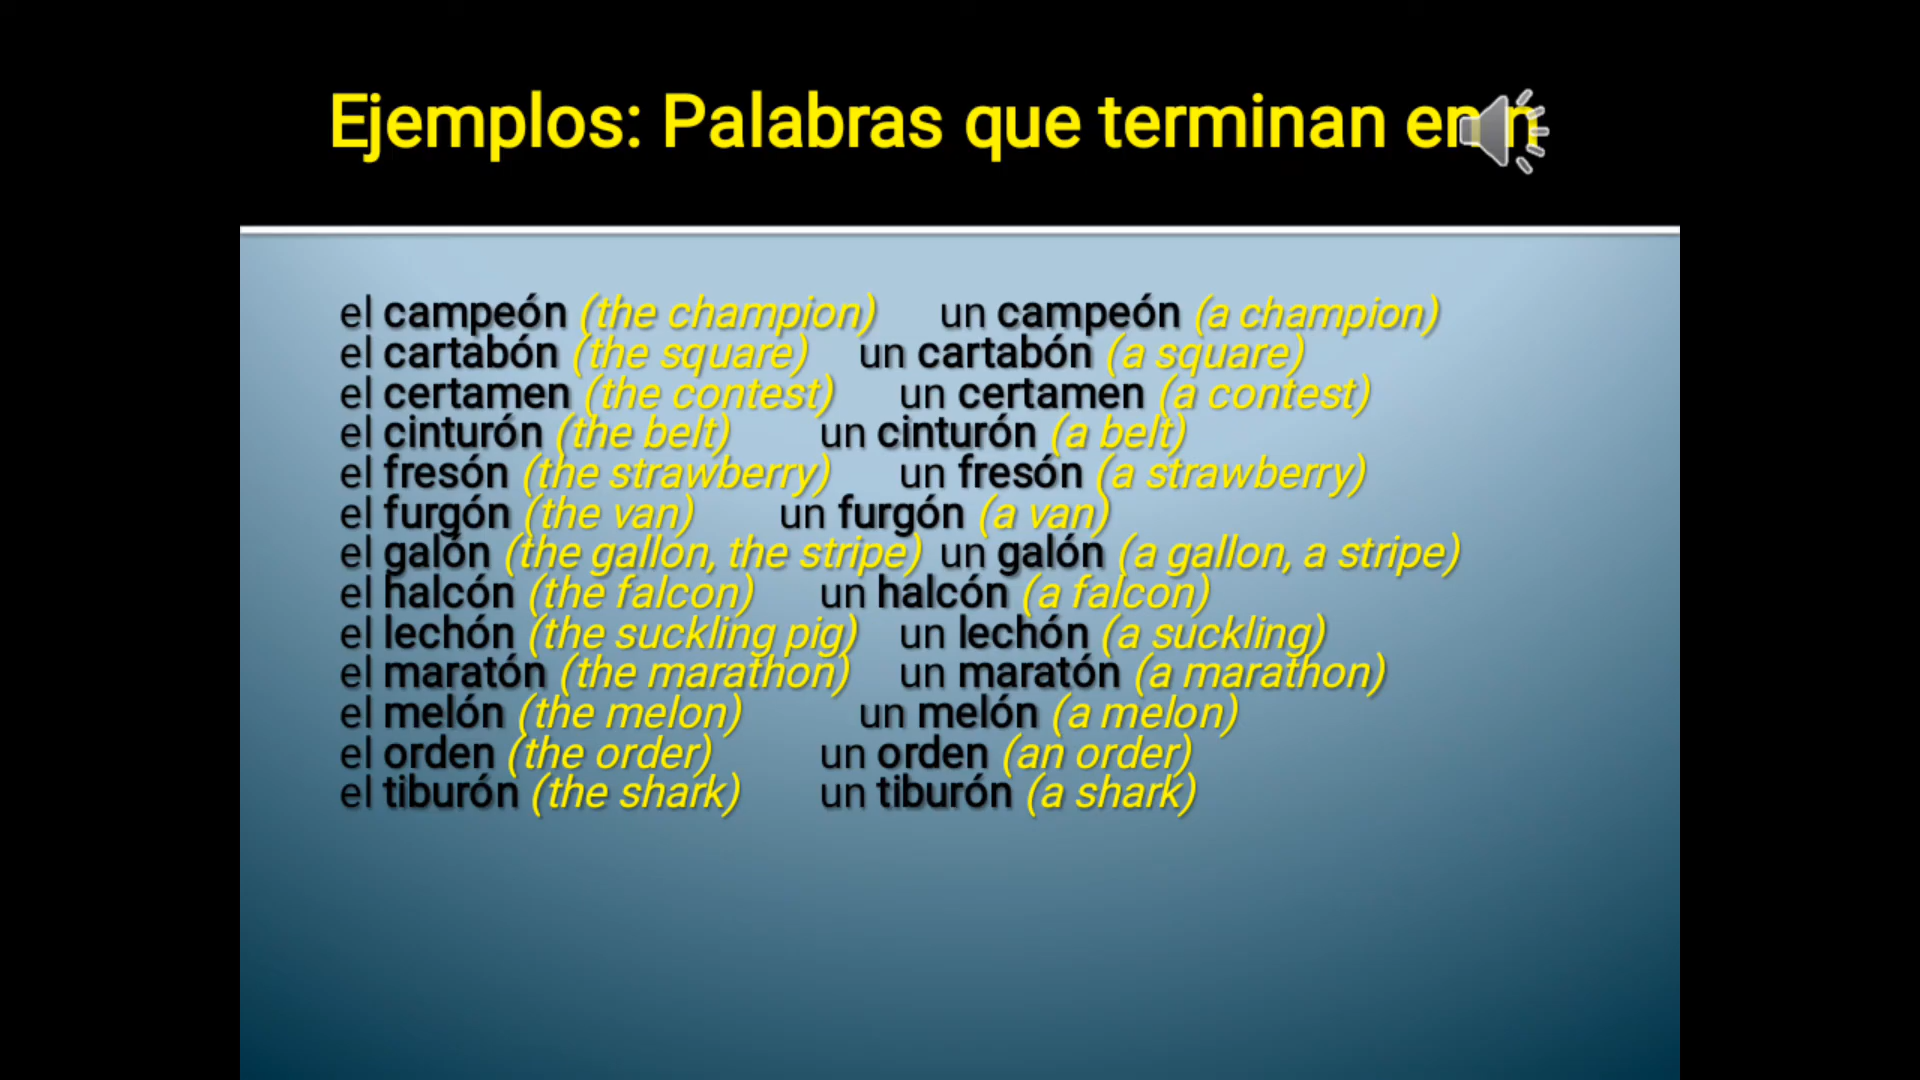 Ejemplos: Palabras que terminan en n
el campeón (the champion) un campeón (a champion)
el cartabón (the square) un cartabón (a square)
el certamen (the contest) un certamen (a contest)
el cinturón (the belt) un cinturón (a belt)
el fresón (the strawberry) un fresón (a strawberry)
el furgón (the van) un furgón (a van)
el galón (the gallon, the stripe) un galón (a gallon, a stripe)
el halcón (the falcon) un halcón (a falcon)
el lechón (the suckling pig) un lechón (a suckling)
el maratón (the marathon) un maratón (a marathon)
el melón (the melon) un melón (a melon)
el orden (the order) un orden (an order)
el tiburón (the shark) un tiburón (a shark)